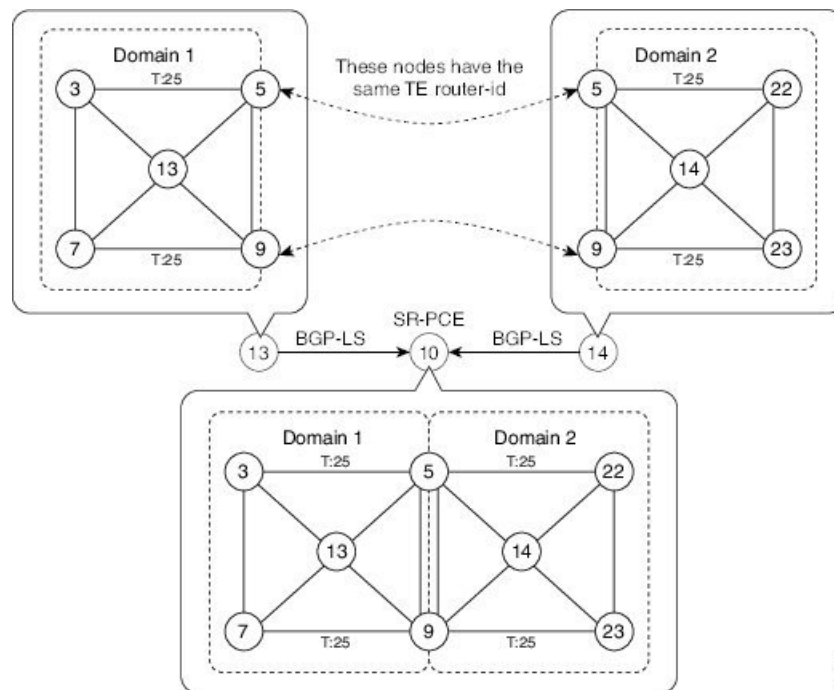 Domain 1
T:25
3
5
13
7
9
T:25
These nodes have the
same TE router-id
Domain 2
T:25
5
22
14
9
23
T:25
SR-PCE
13
BGP-LS
10
BGP-LS
14
Domain 1
Domain 2
T:25
T:25
3
5
22
13
14
7
9
23
T:25
T:25